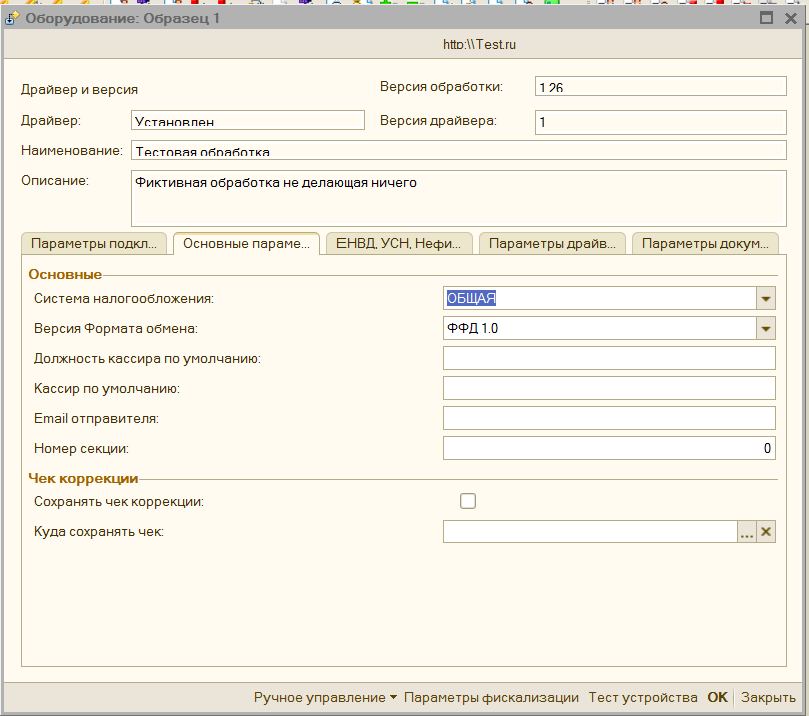 Оборудование: Образец 1
http:\\Test.ru
Драйвер и версия
Версия обработки: 1.26
Драйвер: Установлен
Версия драйвера: 1
Наименование: Тестовая обработка
Описание: Фиктивная обработка не делающая ничего
Параметры подкл... Основные параме... ЕНВД, УСН, Нефи... Параметры драйв... Параметры докум...
Основные
Система налогообложения: ОБЩАЯ
Версия Формата обмена: ФФД 1.0
Должность кассира по умолчанию:
Кассир по умолчанию:
Email отправителя:
Номер секции: 0
Чек коррекции
Сохранять чек коррекции:
Куда сохранять чек: ...
Ручное управление Параметры фискализации Тест устройства ОК Закрыть